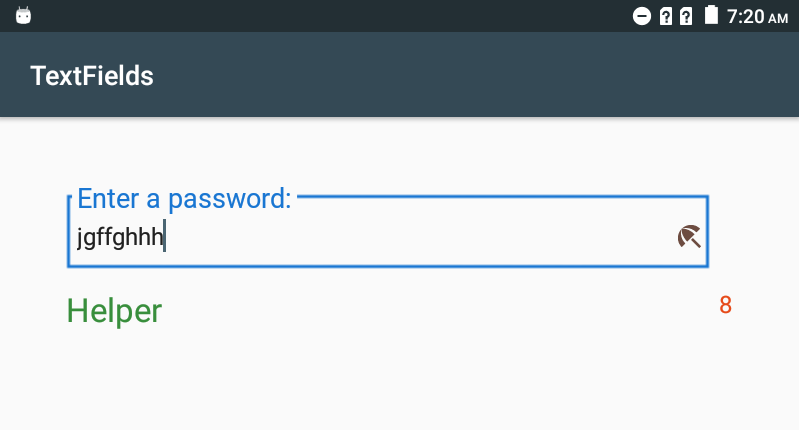 7:20 AM
TextFields
Enter a password:
jgffghhh
Helper
8